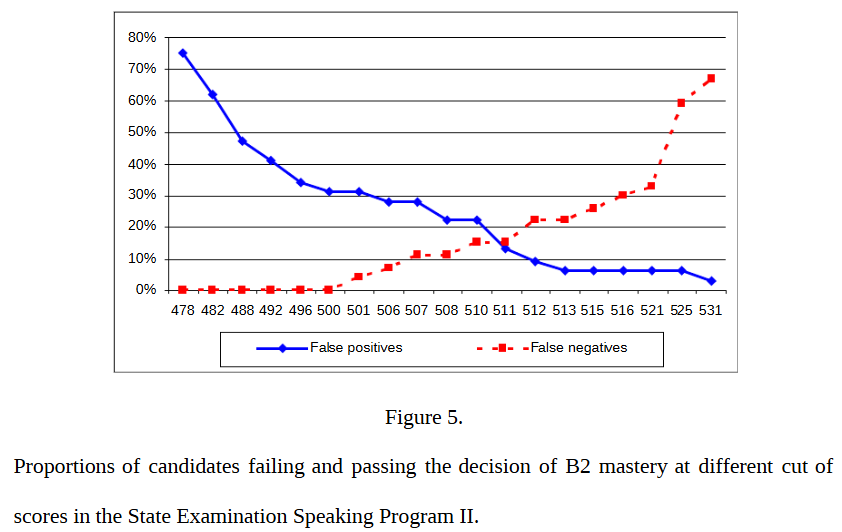 80%
70%
60%
50%
40%
30%
20%
10%
0%
478 482 488 492 496 500 501 506 507 508 510 511 512 513 515 516 521 525 531
False positives False negatives
Figure 5.
Proportions of candidates failing and passing the decision of B2 mastery at different cut of
scores in the State Examination Speaking Program II.